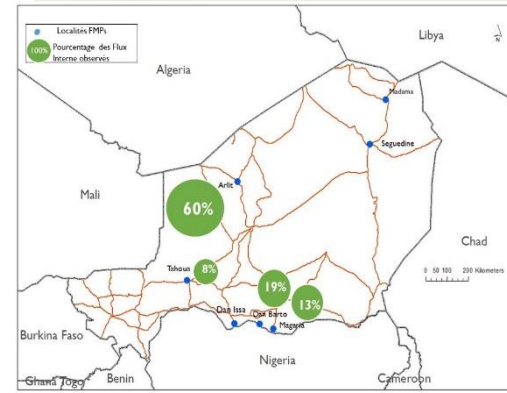 Localités FMPs
100%
Pourcentage des Flux
Interne observés
N
Libya
Algeria
Madama
Seguedine
Arlit
Mali
60%
Chad
Tahoua
8%
19%
13%
0 50 100 200 Kilometers
Dan Issa
Dan Barto
Magaria
Burkina Faso
Nigeria
Ghana
Togo
Benin
Cameroon